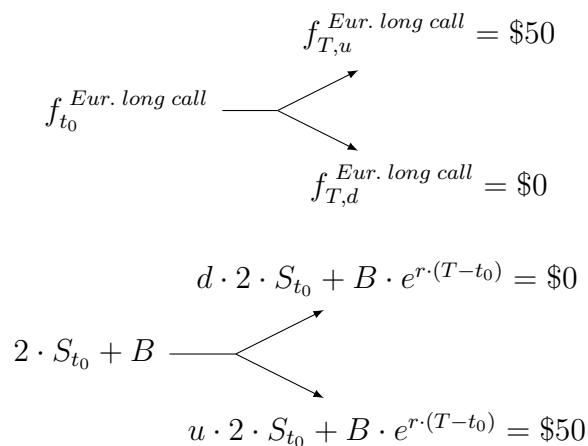 f_{T,u}^{Eur. long call} = $50
f_{t_0}^{Eur. long call}
f_{T,d}^{Eur. long call} = $0
d · 2 · S_{t_0} + B · e^{r·(T−t_0)} = $0
2 · S_{t_0} + B
u · 2 · S_{t_0} + B · e^{r·(T−t_0)} = $50